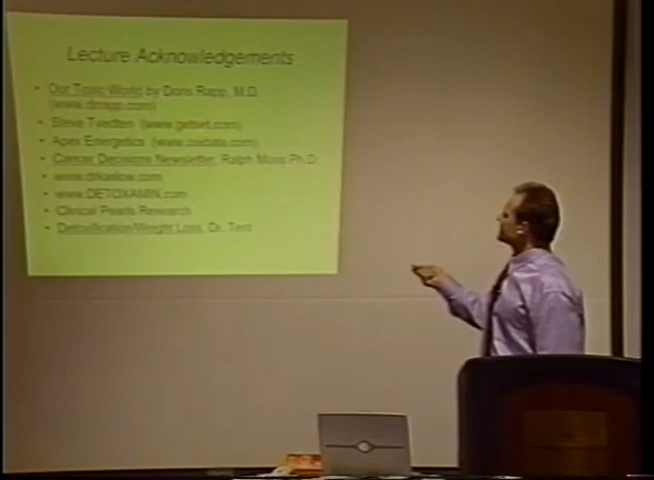 Lecture Acknowledgements
• Our Toxic World by Doris Rapp, M.D.
(www.drrapp.com)
• Steve Tvedten (www.getset.com)
• Apex Energetics (www.oxidata.com)
• Cancer Decisions Newsletter, Ralph Moss Ph.D.
• www.drkaslow.com
• www.DETOXAMIN.com
• Clinical Pearls Research
• Detoxification/Weight Loss, Dr. Tent